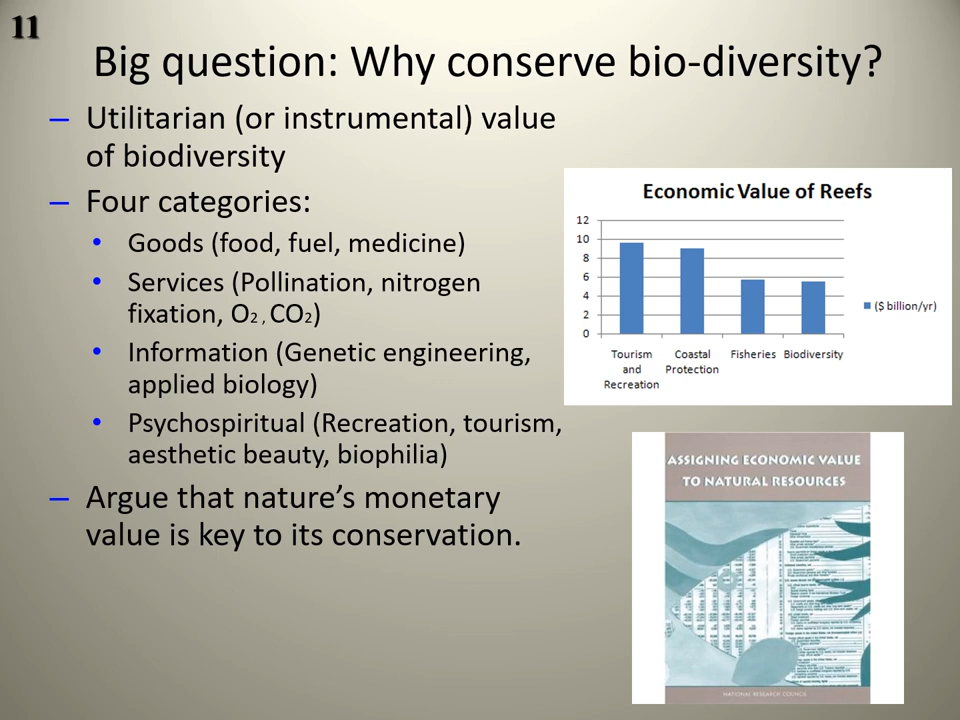 11
Big question: Why conserve bio-diversity?
– Utilitarian (or instrumental) value
of biodiversity
– Four categories:
• Goods (food, fuel, medicine)
• Services (Pollination, nitrogen
fixation, O₂ , CO₂)
• Information (Genetic engineering,
applied biology)
• Psychospiritual (Recreation, tourism,
aesthetic beauty, biophilia)
– Argue that nature’s monetary
value is key to its conservation.
Economic Value of Reefs
12
10
8
6
4
2
0
Tourism and Recreation
Coastal Protection
Fisheries
Biodiversity
($ billion/yr)
ASSIGNING ECONOMIC VALUE
TO NATURAL RESOURCES
NATIONAL RESEARCH COUNCIL